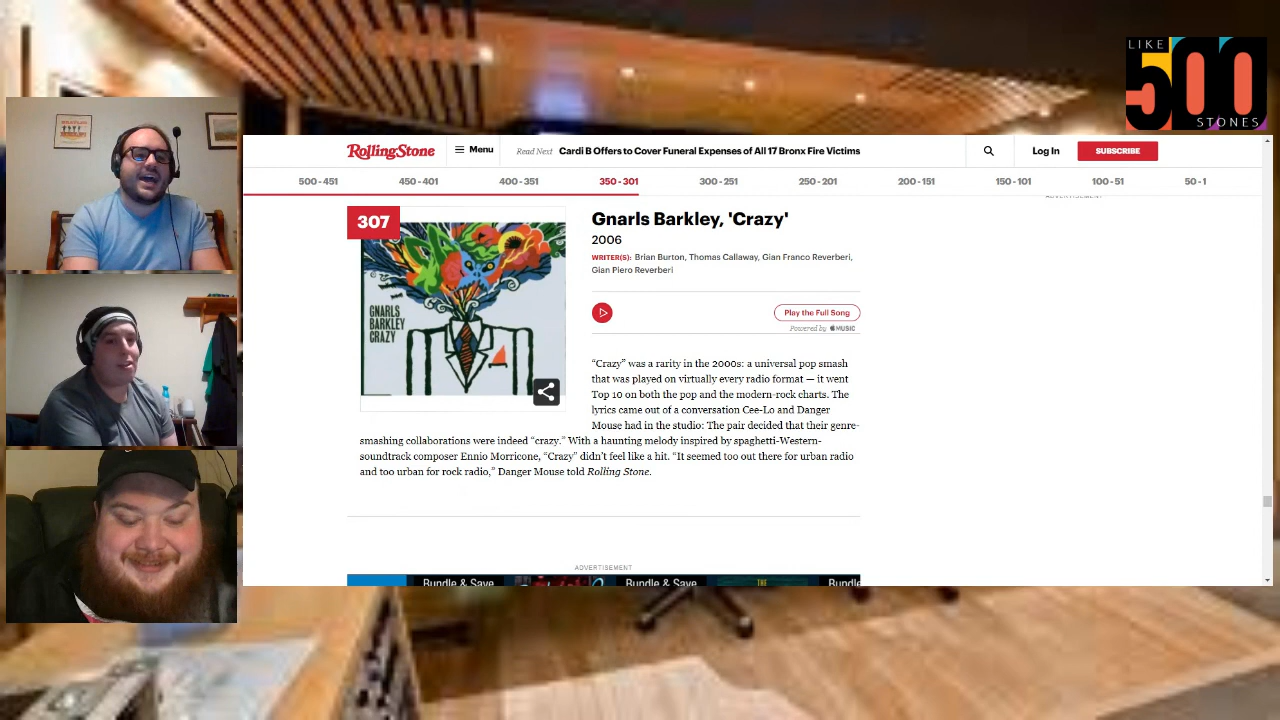 LIKE
500
STONES
RollingStone
Menu
Read Next Cardi B Offers to Cover Funeral Expenses of All 17 Bronx Fire Victims
Log In
SUBSCRIBE
500 - 451
450 - 401
400 - 351
350 - 301
300 - 251
250 - 201
200 - 151
150 - 101
100 - 51
50 - 1
ADVERTISEMENT
307
GNARLS
BARKLEY
CRAZY
Gnarls Barkley, 'Crazy'
2006
WRITER(S): Brian Burton, Thomas Callaway, Gian Franco Reverberi,
Gian Piero Reverberi
Play the Full Song
Powered by MUSIC
“Crazy” was a rarity in the 2000s: a universal pop smash
that was played on virtually every radio format — it went
Top 10 on both the pop and the modern-rock charts. The
lyrics came out of a conversation Cee-Lo and Danger
Mouse had in the studio: The pair decided that their genre-
smashing collaborations were indeed “crazy.” With a haunting melody inspired by spaghetti-Western-
soundtrack composer Ennio Morricone, “Crazy” didn’t feel like a hit. “It seemed too out there for urban radio
and too urban for rock radio,” Danger Mouse told Rolling Stone.
ADVERTISEMENT
Bundle & Save
Bundle & Save
THE